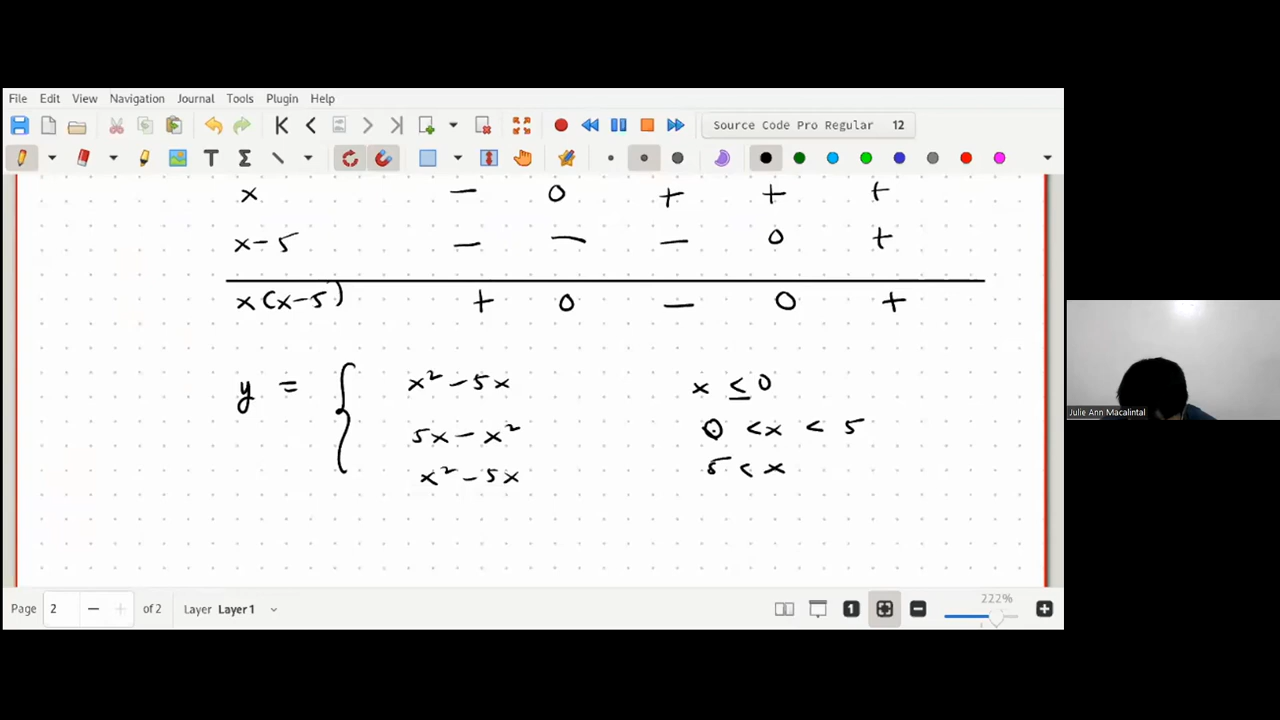 File Edit View Navigation Journal Tools Plugin Help
Source Code Pro Regular 12
x − 0 + + +
x − 5 − − − 0 +
x(x−5) + 0 − 0 +
y = { x² − 5x x ≤ 0
5x − x² 0 < x < 5
x² − 5x 5 < x
Julie Ann Macalintal
Page 2 of 2 Layer Layer1 1 222%